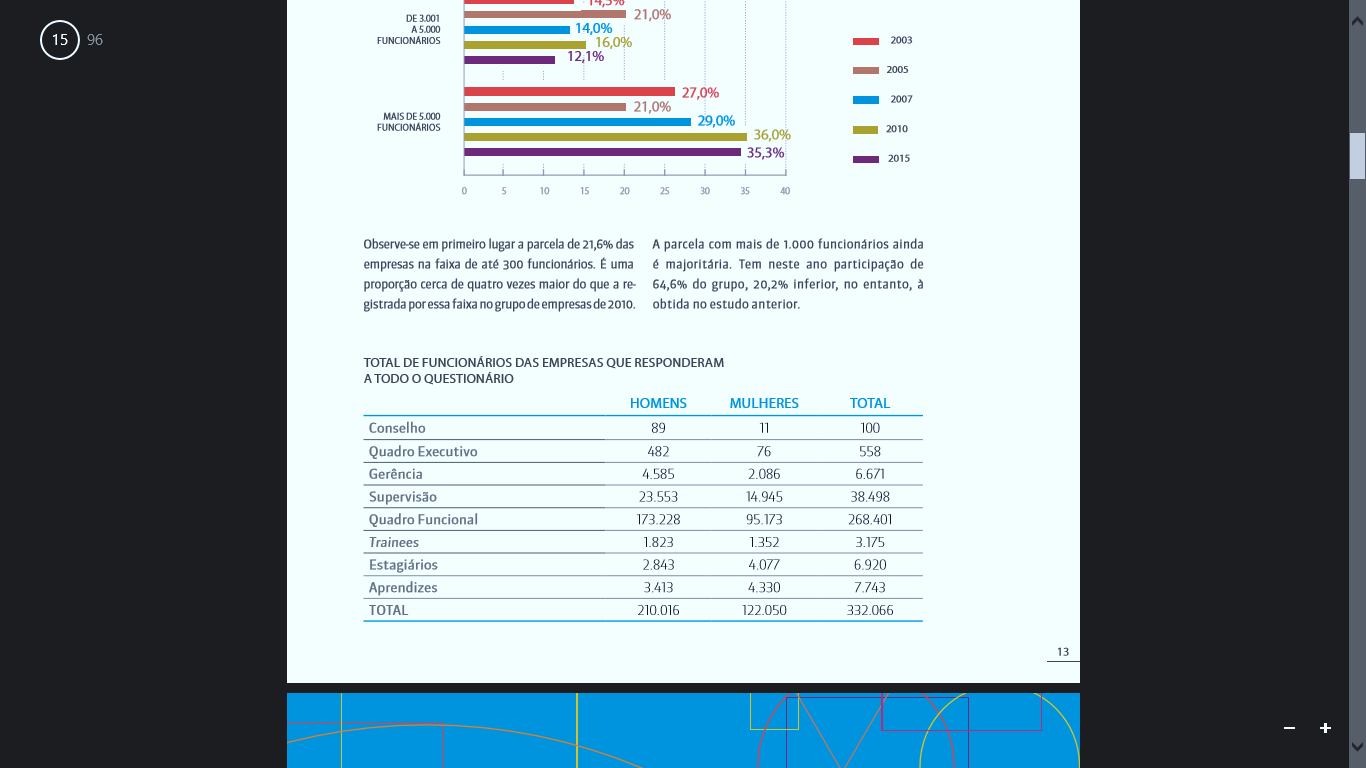 15 96
14,5%
21,0%
DE 3.001
A 5.000
FUNCIONÁRIOS
14,0%
16,0%
12,1%
27,0%
21,0%
MAIS DE 5.000
FUNCIONÁRIOS
29,0%
36,0%
35,3%
0 5 10 15 20 25 30 35 40
2003
2005
2007
2010
2015
Observe-se em primeiro lugar a parcela de 21,6% das
empresas na faixa de até 300 funcionários. É uma
proporção cerca de quatro vezes maior do que a re-
gistrada por essa faixa no grupo de empresas de 2010.
A parcela com mais de 1.000 funcionários ainda
é majoritária. Tem neste ano participação de
64,6% do grupo, 20,2% inferior, no entanto, à
obtida no estudo anterior.
TOTAL DE FUNCIONÁRIOS DAS EMPRESAS QUE RESPONDERAM
A TODO O QUESTIONÁRIO
HOMENS MULHERES TOTAL
Conselho 89 11 100
Quadro Executivo 482 76 558
Gerência 4.585 2.086 6.671
Supervisão 23.553 14.945 38.498
Quadro Funcional 173.228 95.173 268.401
Trainees 1.823 1.352 3.175
Estagiários 2.843 4.077 6.920
Aprendizes 3.413 4.330 7.743
TOTAL 210.016 122.050 332.066
13